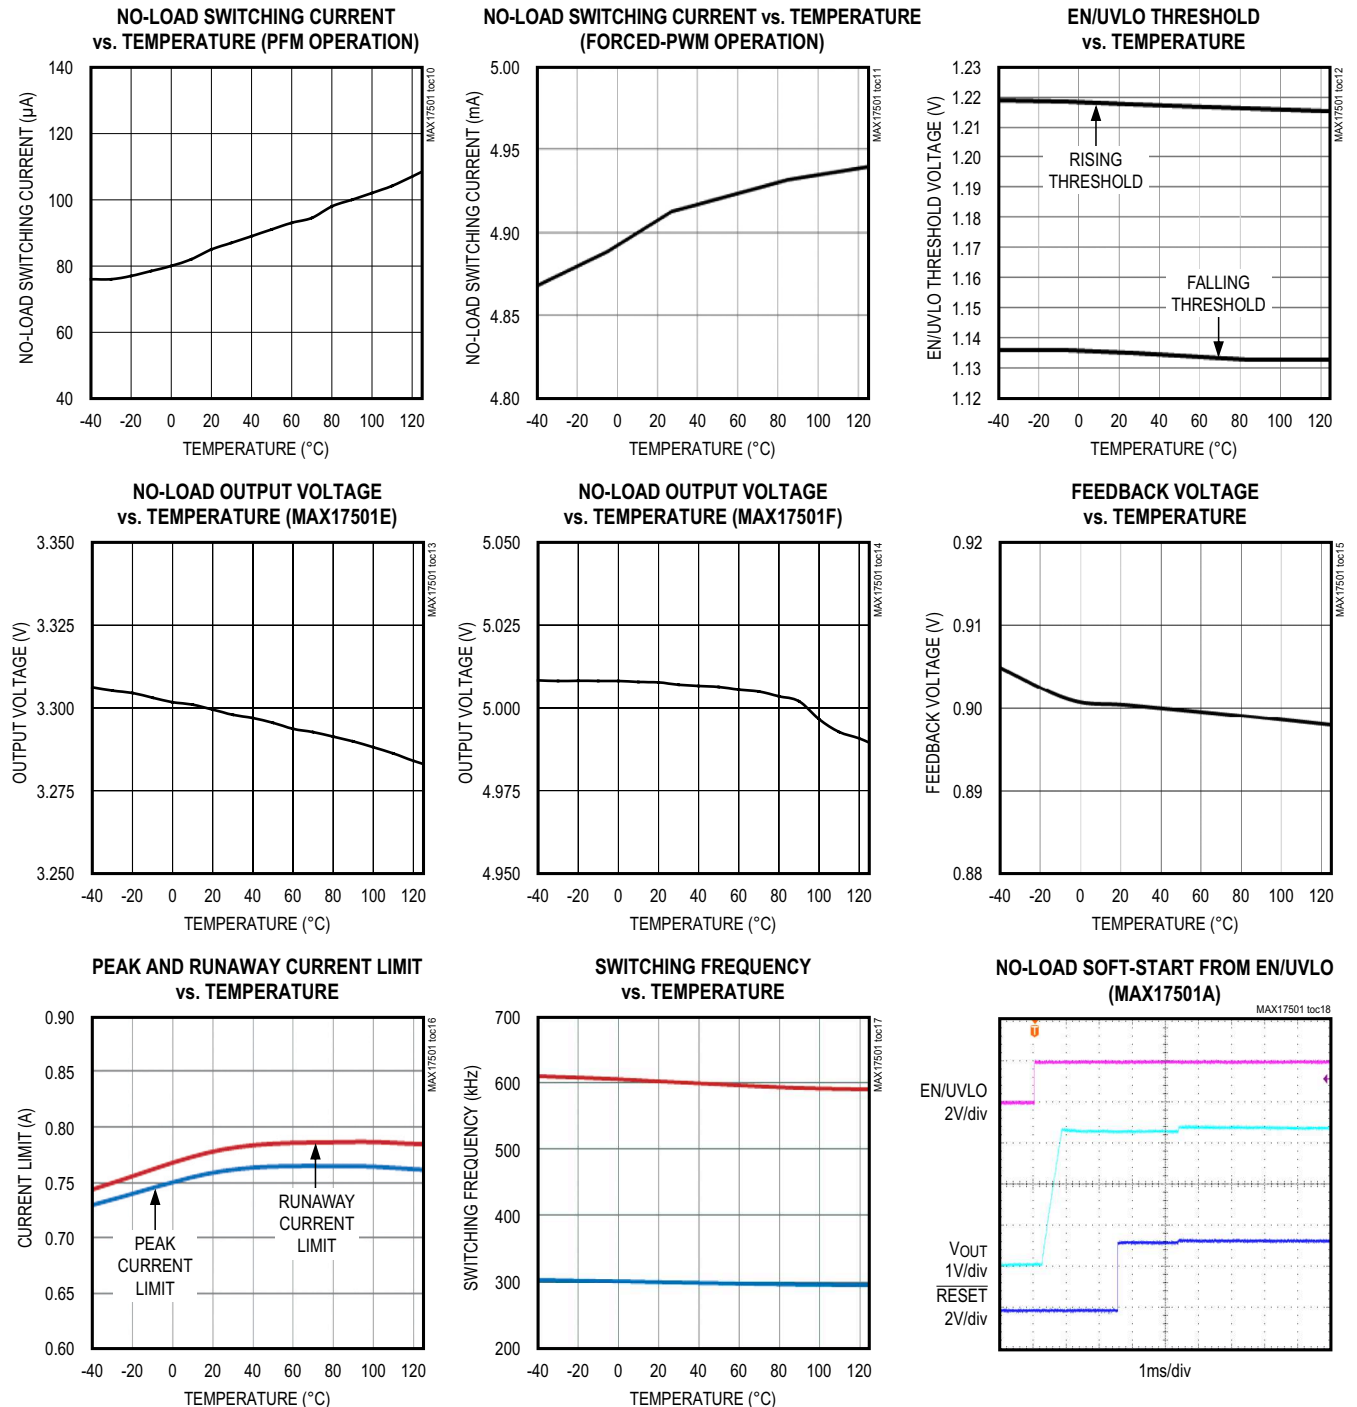 NO-LOAD SWITCHING CURRENT
vs. TEMPERATURE (PFM OPERATION)
MAX17501 toc10
NO-LOAD SWITCHING CURRENT (µA)
140
120
100
80
60
40
-40 -20 0 20 40 60 80 100 120
TEMPERATURE (°C)
NO-LOAD SWITCHING CURRENT vs. TEMPERATURE
(FORCED-PWM OPERATION)
MAX17501 toc11
NO-LOAD SWITCHING CURRENT (mA)
5.00
4.95
4.90
4.85
4.80
-40 -20 0 20 40 60 80 100 120
TEMPERATURE (°C)
EN/UVLO THRESHOLD
vs. TEMPERATURE
MAX17501 toc12
EN/UVLO THRESHOLD VOLTAGE (V)
1.23
1.22
1.21
1.20
1.19
1.18
1.17
1.16
1.15
1.14
1.13
1.12
RISING
THRESHOLD
FALLING
THRESHOLD
-40 -20 0 20 40 60 80 100 120
TEMPERATURE (°C)
NO-LOAD OUTPUT VOLTAGE
vs. TEMPERATURE (MAX17501E)
MAX17501 toc13
OUTPUT VOLTAGE (V)
3.350
3.325
3.300
3.275
3.250
-40 -20 0 20 40 60 80 100 120
TEMPERATURE (°C)
NO-LOAD OUTPUT VOLTAGE
vs. TEMPERATURE (MAX17501F)
MAX17501 toc14
OUTPUT VOLTAGE (V)
5.050
5.025
5.000
4.975
4.950
-40 -20 0 20 40 60 80 100 120
TEMPERATURE (°C)
FEEDBACK VOLTAGE
vs. TEMPERATURE
MAX17501 toc15
FEEDBACK VOLTAGE (V)
0.92
0.91
0.90
0.89
0.88
-40 -20 0 20 40 60 80 100 120
TEMPERATURE (°C)
PEAK AND RUNAWAY CURRENT LIMIT
vs. TEMPERATURE
MAX17501 toc16
CURRENT LIMIT (A)
0.90
0.85
0.80
0.75
0.70
0.65
0.60
PEAK
CURRENT
LIMIT
RUNAWAY
CURRENT
LIMIT
-40 -20 0 20 40 60 80 100 120
TEMPERATURE (°C)
SWITCHING FREQUENCY
vs. TEMPERATURE
MAX17501 toc17
SWITCHING FREQUENCY (kHz)
700
600
500
400
300
200
-40 -20 0 20 40 60 80 100 120
TEMPERATURE (°C)
NO-LOAD SOFT-START FROM EN/UVLO
(MAX17501A)
MAX17501 toc18
T
EN/UVLO
2V/div
VOUT
1V/div
RESET
2V/div
1ms/div